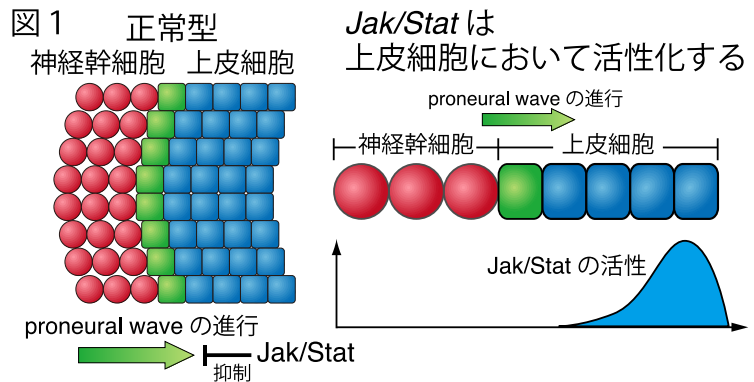 図1
正常型
神経幹細胞 上皮細胞
proneural wave の進行
Jak/Stat
抑制
Jak/Stat は
上皮細胞において活性化する
proneural wave の進行
神経幹細胞 上皮細胞
Jak/Stat の活性